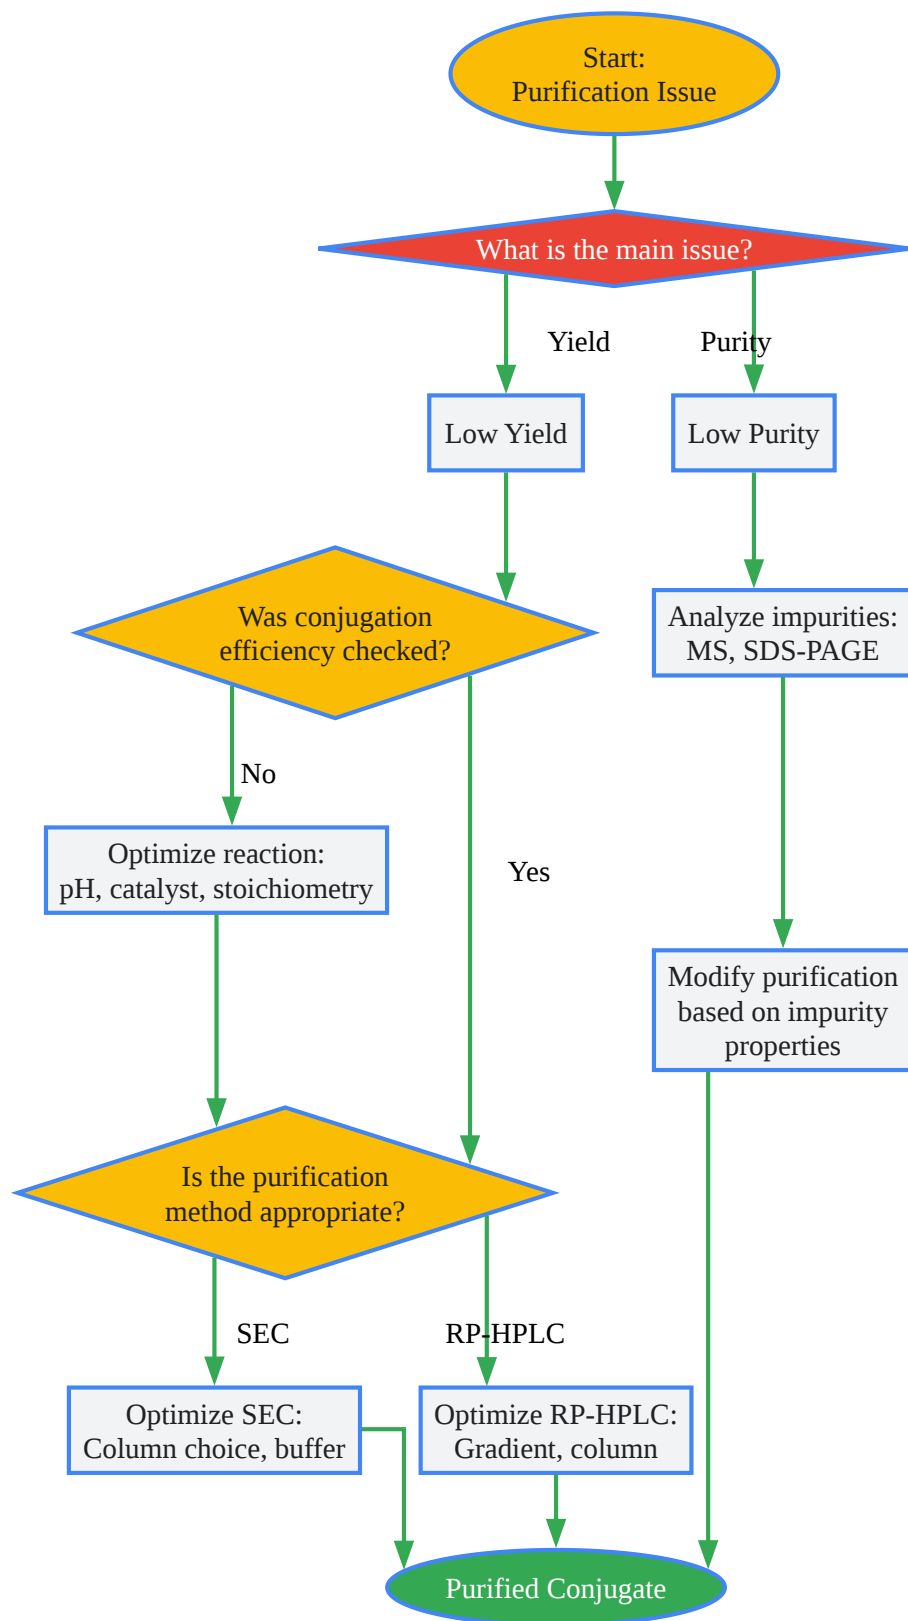 Start:
Purification Issue
What is the main issue?
Yield
Purity
Low Yield
Low Purity
Was conjugation
efficiency checked?
Analyze impurities:
MS, SDS-PAGE
No
Optimize reaction:
pH, catalyst, stoichiometry
Yes
Modify purification
based on impurity
properties
Is the purification
method appropriate?
SEC
RP-HPLC
Optimize SEC:
Column choice, buffer
Optimize RP-HPLC:
Gradient, column
Purified Conjugate